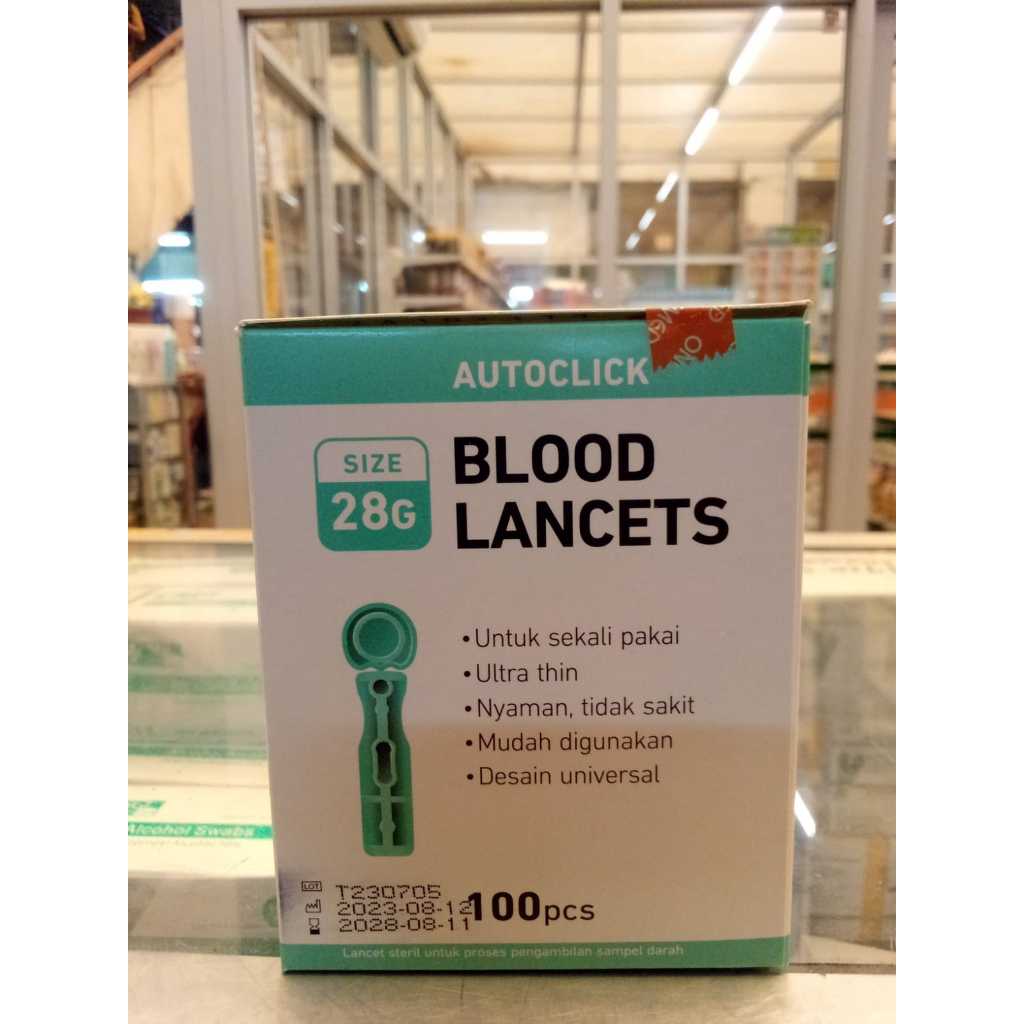 AUTOCLICK
SIZE
28G
BLOOD
LANCETS
•Untuk sekali pakai
•Ultra thin
•Nyaman, tidak sakit
•Mudah digunakan
•Desain universal
LOT T230705
2023-08-12
2028-08-11
100pcs
Lancet steril untuk proses pengambilan sampel darah
Alcohol Swabs